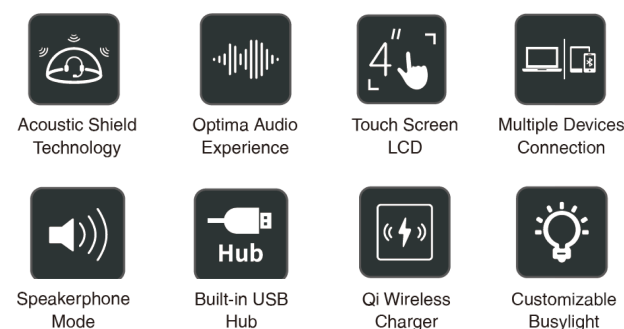 4"
Acoustic Shield
Technology
Optima Audio
Experience
Touch Screen
LCD
Multiple Devices
Connection
Hub
Speakerphone
Mode
Built-in USB
Hub
Qi Wireless
Charger
Customizable
Busylight